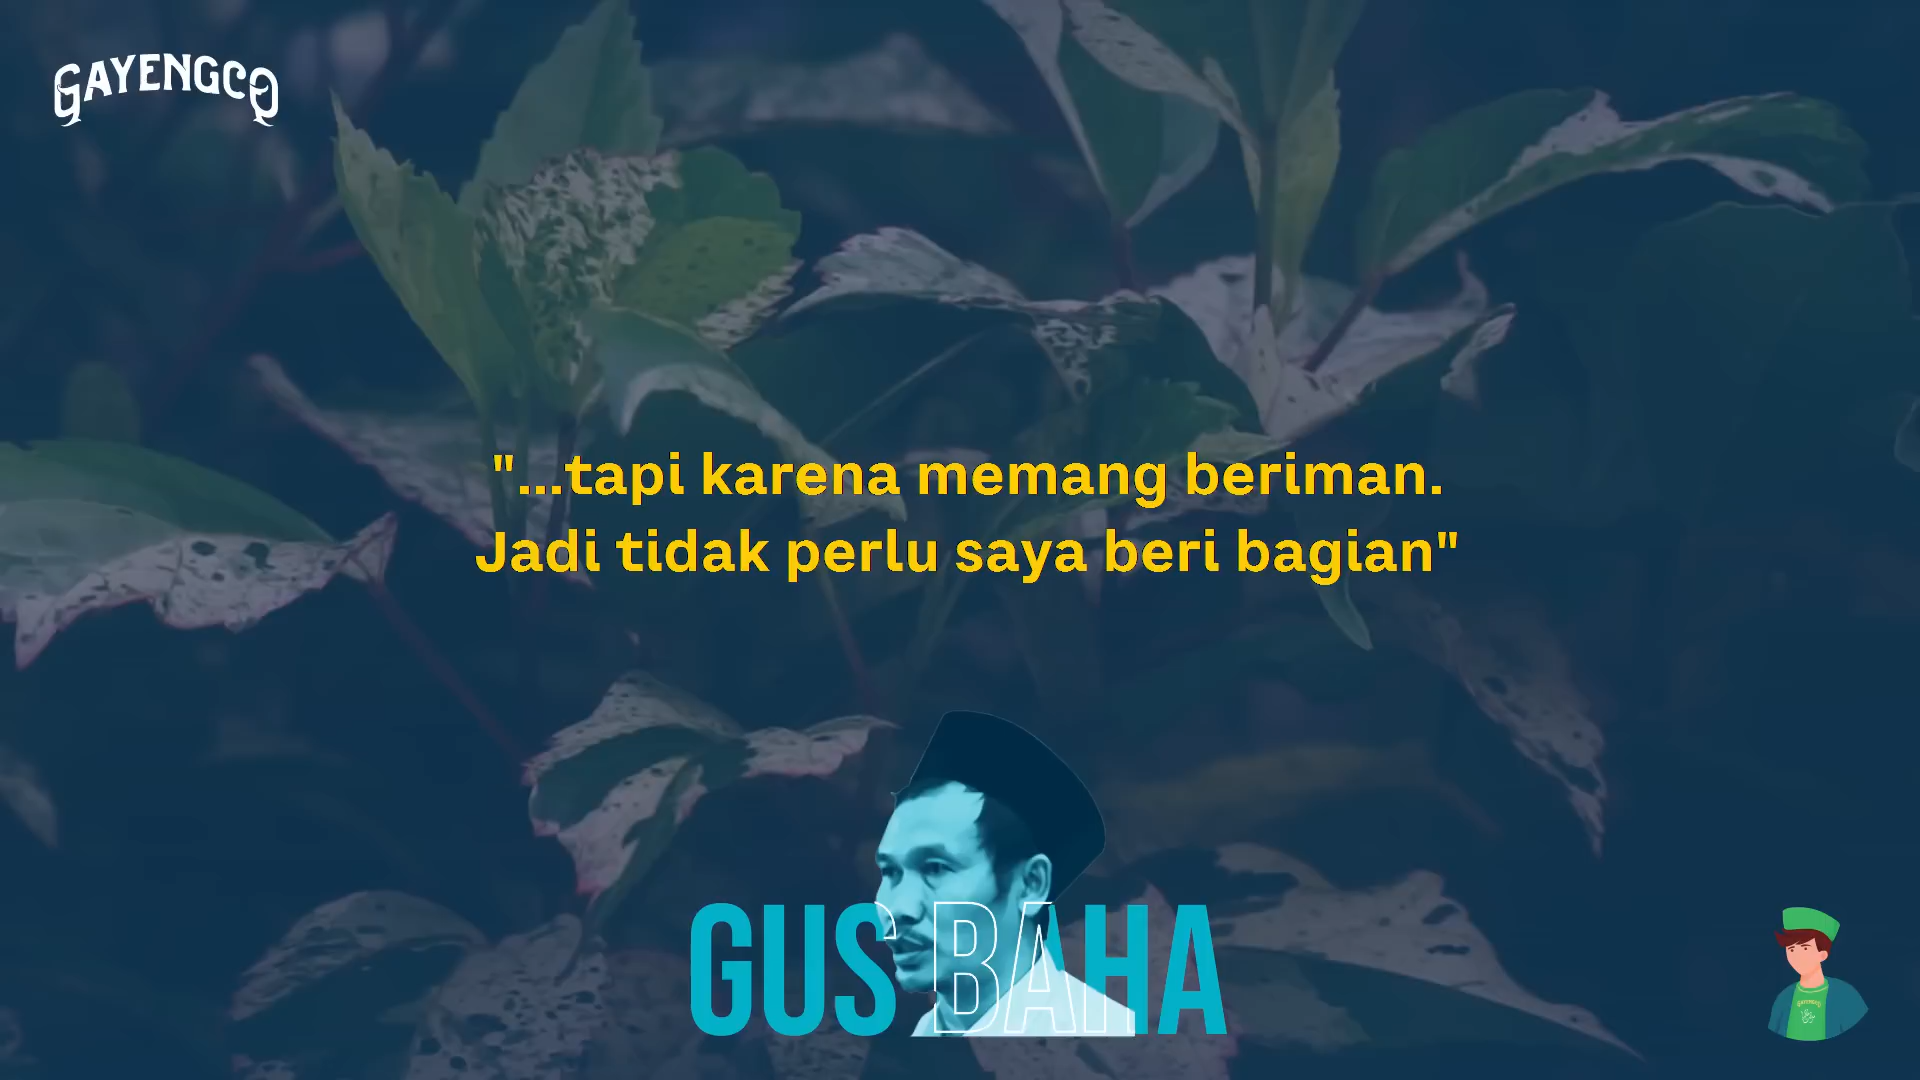 GAYENGCO
"...tapi karena memang beriman.
Jadi tidak perlu saya beri bagian"
GUS BAHA